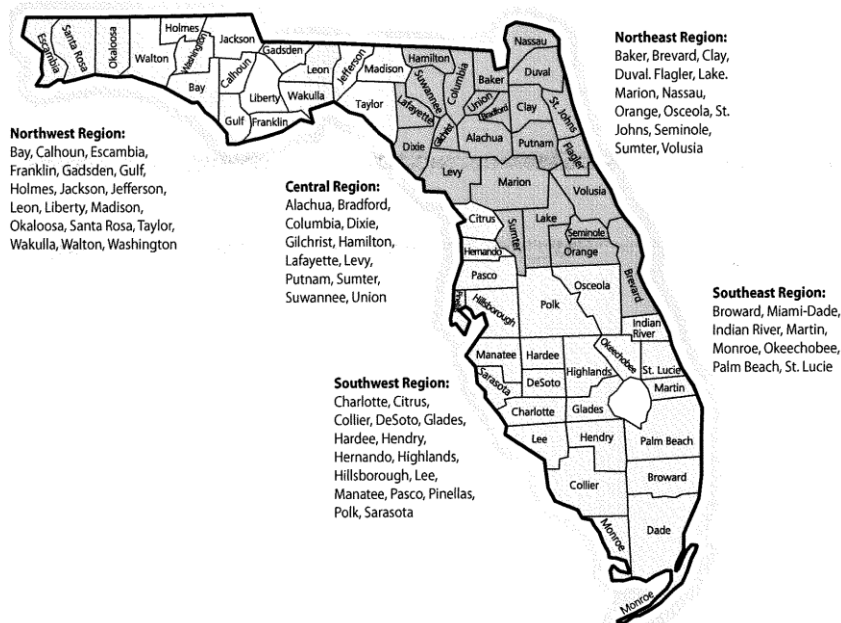 Northwest Region:
Bay, Calhoun, Escambia,
Franklin, Gadsden, Gulf,
Holmes, Jackson, Jefferson,
Leon, Liberty, Madison,
Okaloosa, Santa Rosa, Taylor,
Wakulla, Walton, Washington
Central Region:
Alachua, Bradford,
Columbia, Dixie,
Gilchrist, Hamilton,
Lafayette, Levy,
Putnam, Sumter,
Suwannee, Union
Southwest Region:
Charlotte, Citrus,
Collier, DeSoto, Glades,
Hardee, Hendry,
Hernando, Highlands,
Hillsborough, Lee,
Manatee, Pasco, Pinellas,
Polk, Sarasota
Northeast Region:
Baker, Brevard, Clay,
Duval. Flagler, Lake.
Marion, Nassau,
Orange, Osceola, St.
Johns, Seminole,
Sumter, Volusia
Southeast Region:
Broward, Miami-Dade,
Indian River, Martin,
Monroe, Okeechobee,
Palm Beach, St. Lucie
Escambia
Santa Rosa
Okaloosa
Walton
Holmes
Washington
Jackson
Bay
Calhoun
Gulf
Gadsden
Liberty
Franklin
Leon
Wakulla
Jefferson
Madison
Taylor
Hamilton
Suwannee
Lafayette
Dixie
Columbia
Gilchrist
Baker
Union
Bradford
Alachua
Levy
Nassau
Duval
Clay
St. Johns
Putnam
Flagler
Marion
Volusia
Citrus
Sumter
Lake
Seminole
Orange
Hernando
Pasco
Brevard
Osceola
Polk
Hillsborough
Indian
River
Manatee
Hardee
Highlands
Okeechobee
St. Lucie
Sarasota
DeSoto
Martin
Charlotte
Glades
Lee
Hendry
Palm Beach
Collier
Broward
Monroe
Dade
Monroe